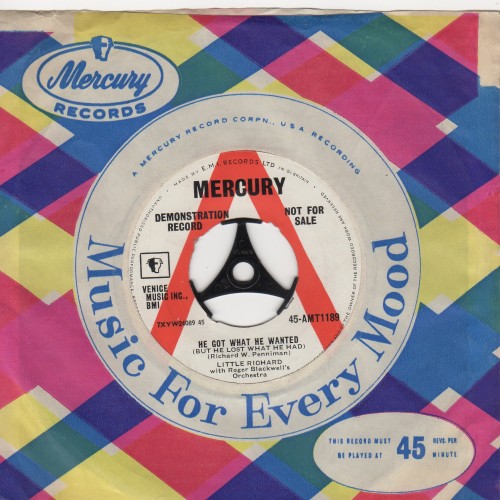 Mercury
RECORDS
A MERCURY RECORD CORPN., USA RECORDING
MADE BY E.M.I. RECORDS LTD
MERCURY
DEMONSTRATION
RECORD
NOT FOR
SALE
VENICE
MUSIC INC.,
BMI
7XYW26089 45
45-AMT1189
HE GOT WHAT HE WANTED
(BUT HE LOST WHAT HE HAD)
(Richard W. Penniman)
LITTLE RICHARD
with Roger Blackwell's
Orchestra
Music For Every Mood
THIS RECORD MUST
BE PLAYED AT
45
REVS. PER
MINUTE